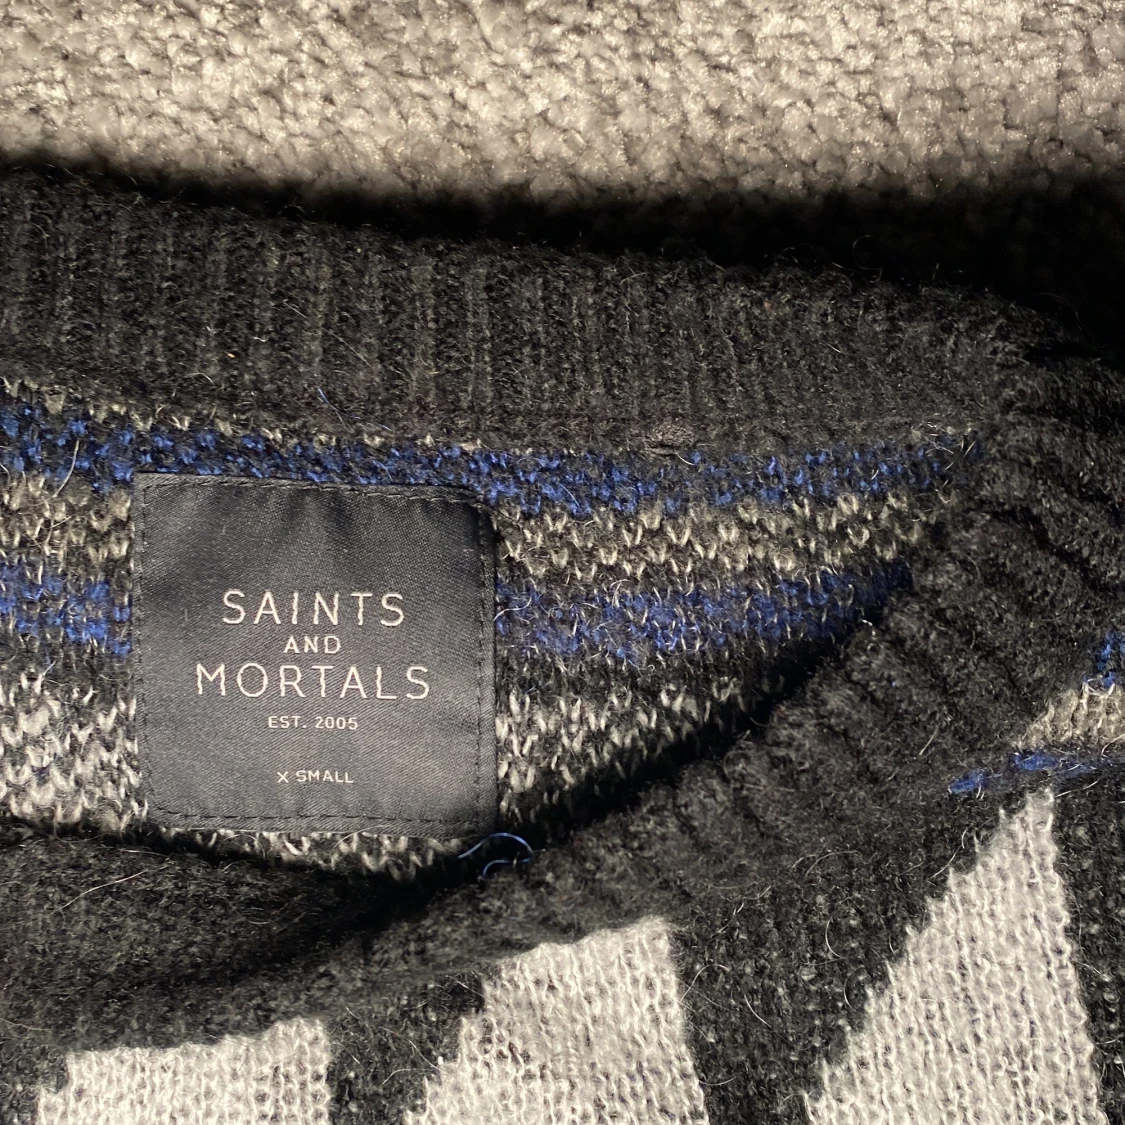 SAINTS
AND
MORTALS
EST. 2005
X SMALL